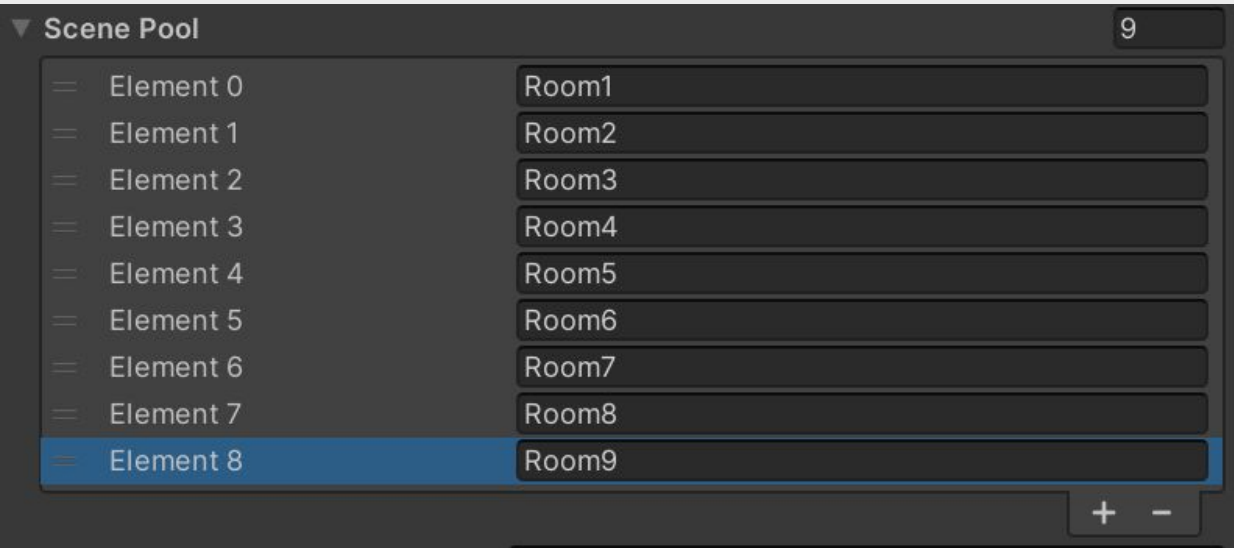 Scene Pool 9
Element 0 Room1
Element 1 Room2
Element 2 Room3
Element 3 Room4
Element 4 Room5
Element 5 Room6
Element 6 Room7
Element 7 Room8
Element 8 Room9
+ -